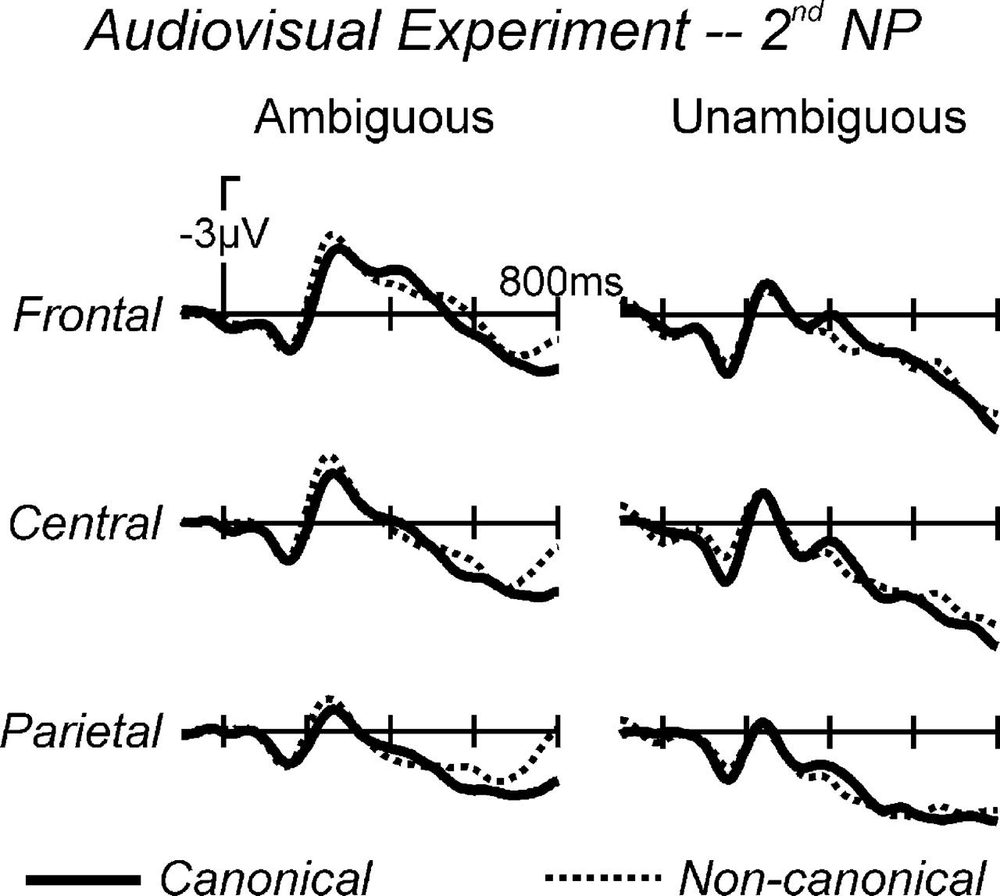 Audiovisual Experiment -- 2nd NP
Ambiguous Unambiguous
-3µV
800ms
Frontal
Central
Parietal
Canonical Non-canonical